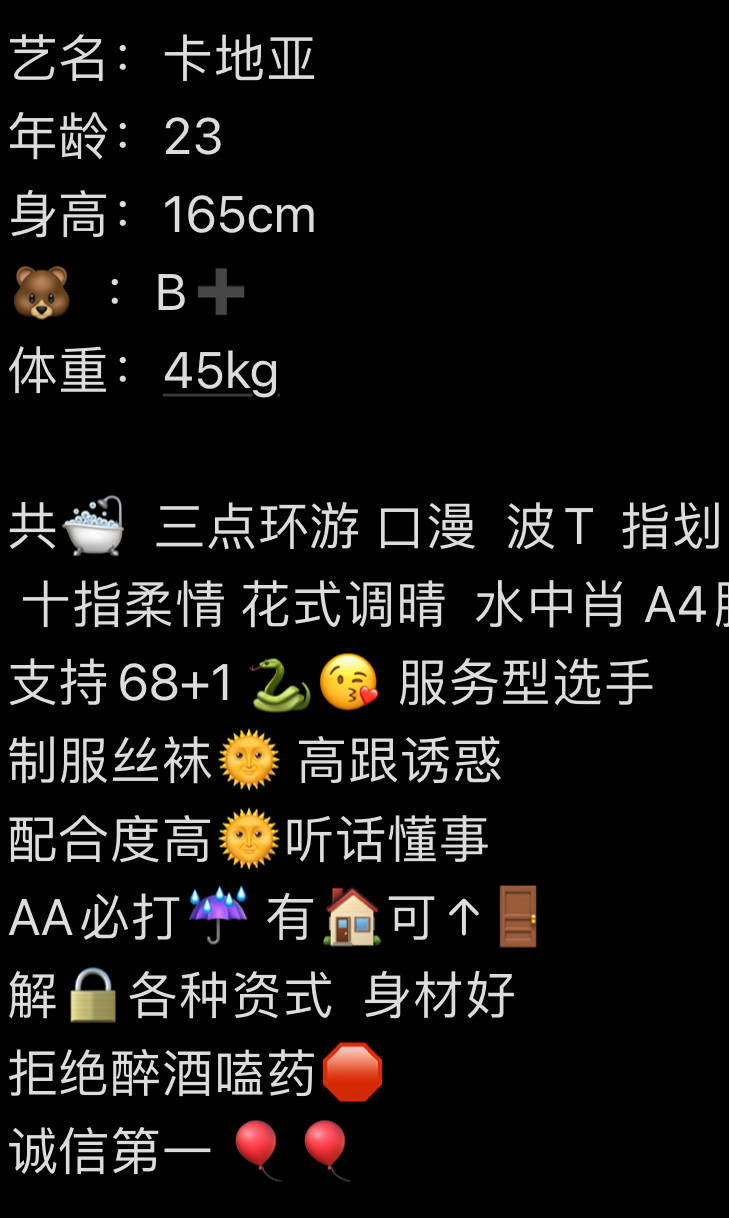 艺名：卡地亚
年龄：23
身高：165cm
🐻 ：B➕
体重：45kg
共🛁 三点环游 口漫 波T 指划
十指柔情 花式调晴 水中肖 A4
支持68+1 🐍😘 服务型选手
制服丝袜🌞 高跟诱惑
配合度高🌞听话懂事
AA必打☔ 有🏠可↑🚪
解🔒各种资式 身材好
拒绝醉酒嗑药🛑
诚信第一 🎈🎈